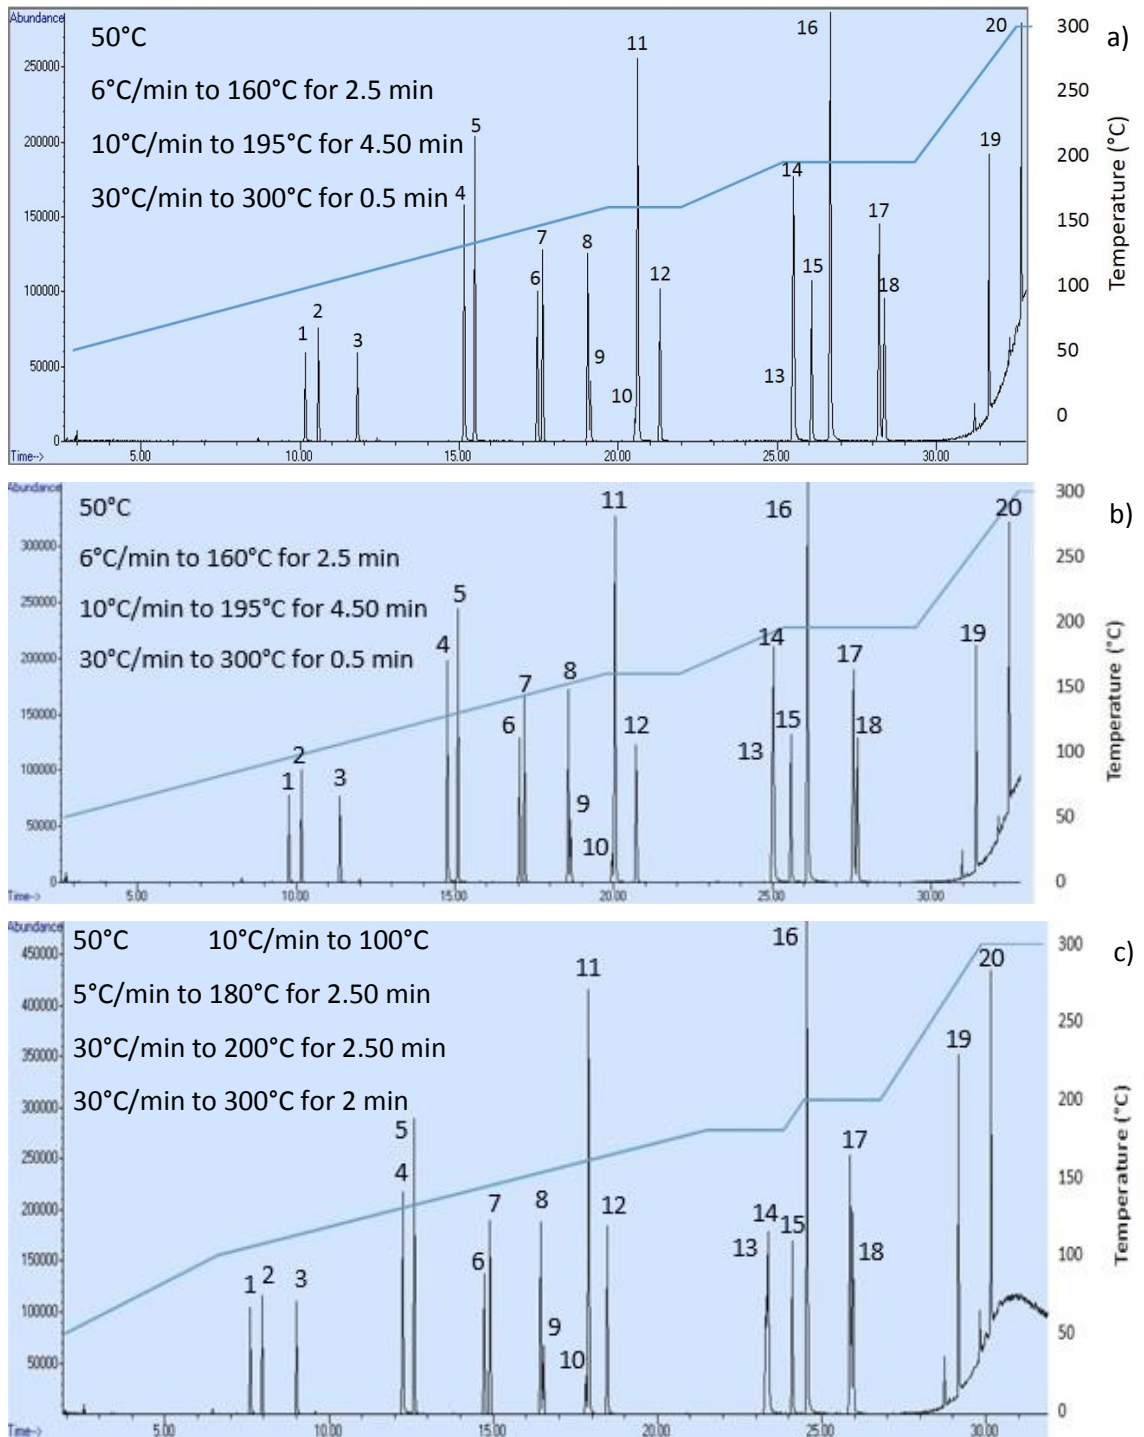 Abundance
50°C
6°C/min to 160°C for 2.5 min
10°C/min to 195°C for 4.50 min
30°C/min to 300°C for 0.5 min
a)
250000
200000
150000
100000
50000
0
1 2 3 4 5 6 7 8 9 10 11 12 13 14 15 16 17 18 19 20
300
250
200
150
100
50
0
Temperature (°C)
Time-->
5.00 10.00 15.00 20.00 25.00 30.00
Abundance
50°C
6°C/min to 160°C for 2.5 min
10°C/min to 195°C for 4.50 min
30°C/min to 300°C for 0.5 min
b)
300000
250000
200000
150000
100000
50000
0
1 2 3 4 5 6 7 8 9 10 11 12 13 14 15 16 17 18 19 20
300
250
200
150
100
50
0
Temperature (°C)
Time-->
5.00 10.00 15.00 20.00 25.00 30.00
Abundance
50°C 10°C/min to 100°C
5°C/min to 180°C for 2.50 min
30°C/min to 200°C for 2.50 min
30°C/min to 300°C for 2 min
c)
450000
400000
350000
300000
250000
200000
150000
100000
50000
1 2 3 4 5 6 7 8 9 10 11 12 13 14 15 16 17 18 19 20
300
250
200
150
100
50
0
Temperature (°C)
Time-->
5.00 10.00 15.00 20.00 25.00 30.00